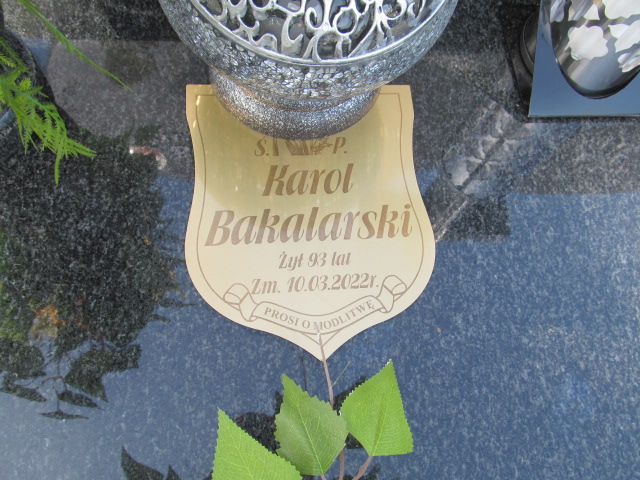 Ś. P.
Karol
Bakalarski
Żył 93 lat
Zm. 10.03.2022r.
PROSI O MODLITWĘ